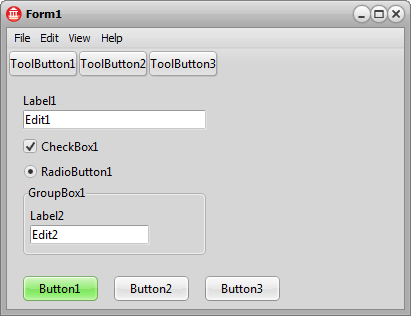 Form1
File Edit View Help
ToolButton1 ToolButton2 ToolButton3
Label1
Edit1
CheckBox1
RadioButton1
GroupBox1
Label2
Edit2
Button1 Button2 Button3